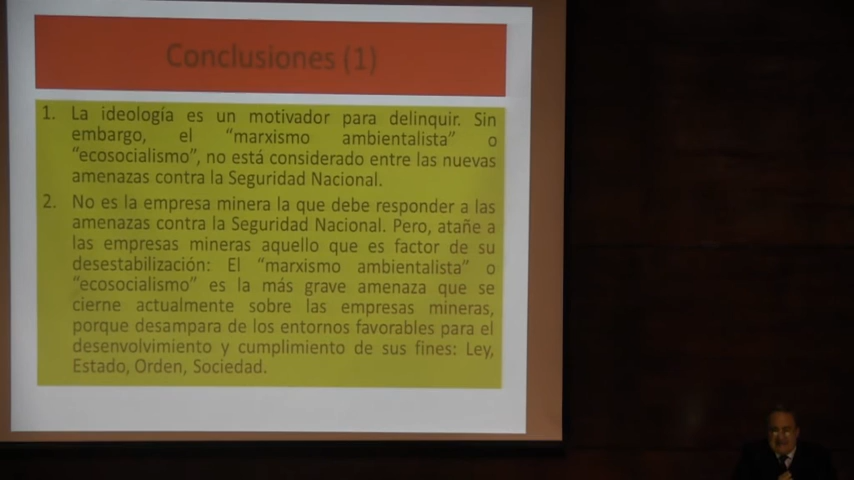 Conclusiones (1)
1. La ideología es un motivador para delinquir. Sin
embargo, el "marxismo ambientalista" o
"ecosocialismo", no está considerado entre las nuevas
amenazas contra la Seguridad Nacional.
2. No es la empresa minera la que debe responder a las
amenazas contra la Seguridad Nacional. Pero, atañe a
las empresas mineras aquello que es factor de su
desestabilización: El "marxismo ambientalista" o
"ecosocialismo" es la más grave amenaza que se
cierne actualmente sobre las empresas mineras,
porque desampara de los entornos favorables para el
desenvolvimiento y cumplimiento de sus fines: Ley,
Estado, Orden, Sociedad.